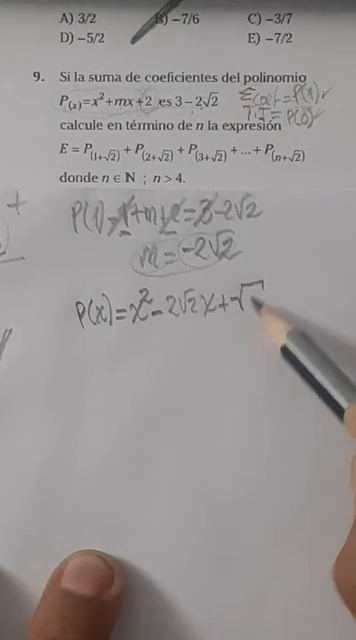 A) 3/2 B) −7/6 C) −3/7
D) −5/2 E) −7/2
9. Si la suma de coeficientes del polinomio
P(x)=x²+mx+2 es 3−2√2 Σcoef=P(1)
calcule en término de n la expresión T.I=P(0)
E = P(1+√2) + P(2+√2) + P(3+√2) + ... + P(n+√2)
donde n ∈ N ; n>4.
P(1)=1+m+2=3−2√2
m=−2√2
P(x)=x²−2√2x+√